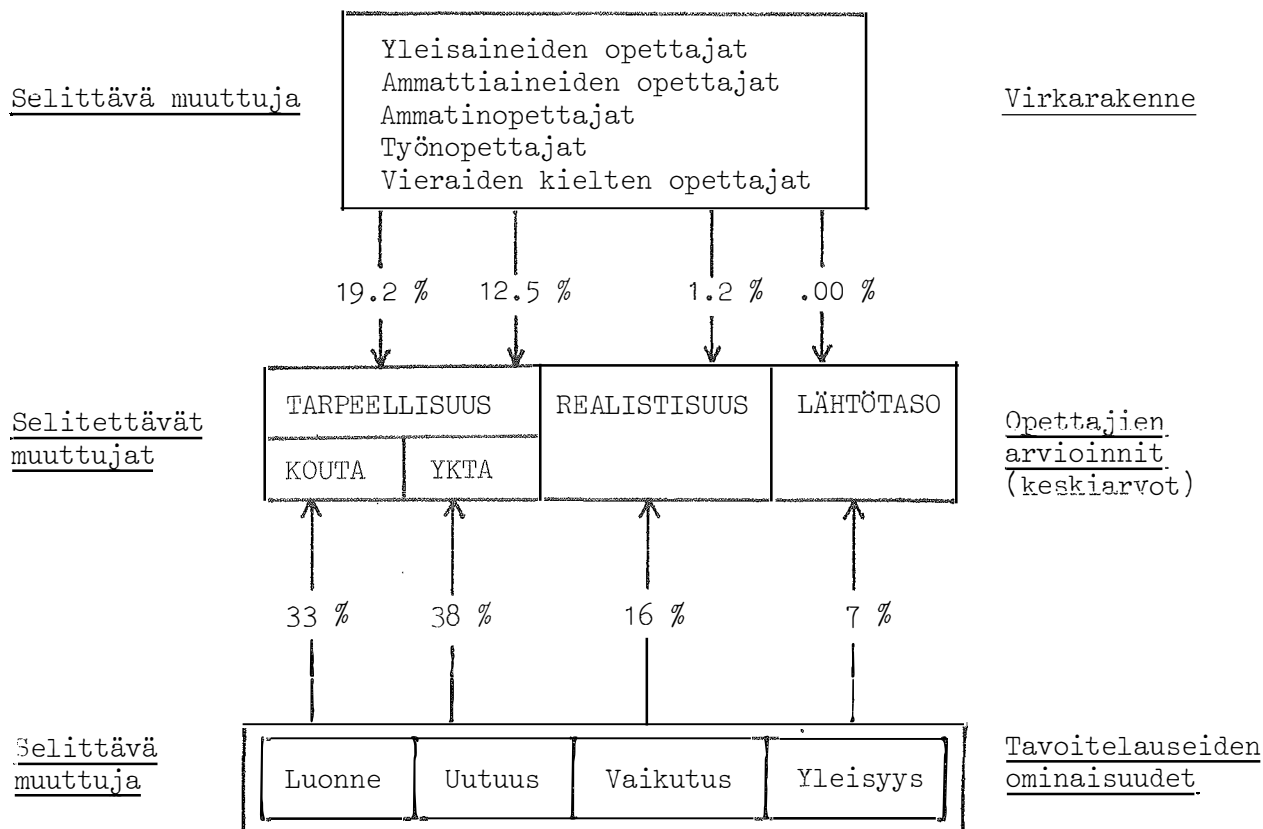 Yleisaineiden opettajat
Ammattiaineiden opettajat
Selittävä muuttuja
Ammatinopettajat
Virkarakenne
Työnopettajat
Vieraiden kielten opettajat
19.2 % 12.5 % 1.2 % .00 %
TARPEELLISUUS REALISTISUUS LÄHTÖTASO
Selitettävät
muuttujat
KOUTA YKTA
Opettajien
arvioinnit
(keskiarvot)
33 % 38 % 16 % 7 %
Selittävä
muuttuja
Luonne Uutuus Vaikutus Yleisyys
Tavoitelauseiden
ominaisuudet